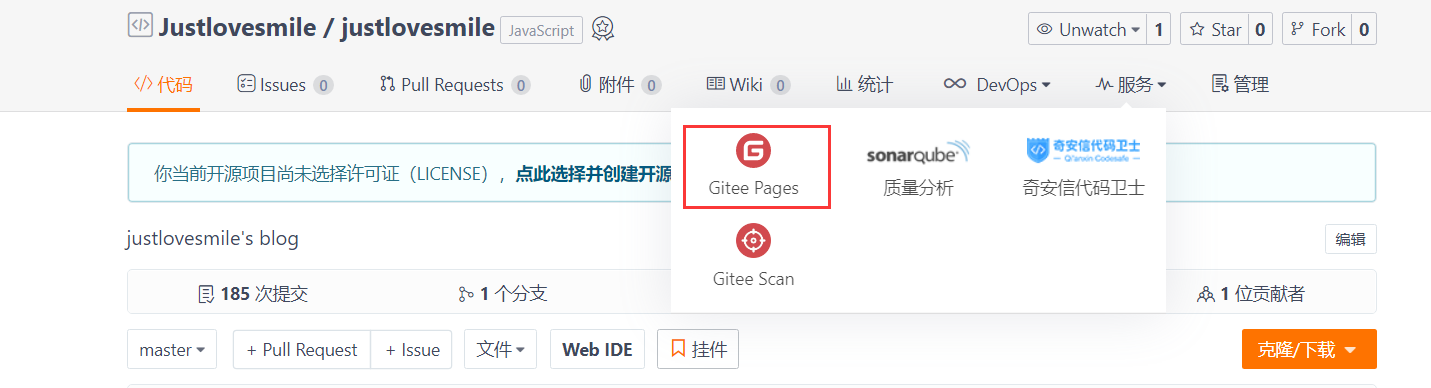 Justlovesmile / justlovesmile JavaScript Unwatch 1 Star 0 Fork 0
代码 Issues 0 Pull Requests 0 附件 0 Wiki 0 统计 DevOps 服务 管理
你当前开源项目尚未选择许可证（LICENSE），点此选择并创建开源
G sonarqube 奇安信代码卫士
Qi'anxin Codesafe
Gitee Pages 质量分析 奇安信代码卫士
justlovesmile's blog 编辑
Gitee Scan
185 次提交 1 个分支 1 位贡献者
master + Pull Request + Issue 文件 Web IDE 挂件 克隆/下载